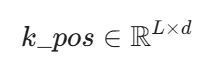 k_pos ∈ ℝ^{L×d}